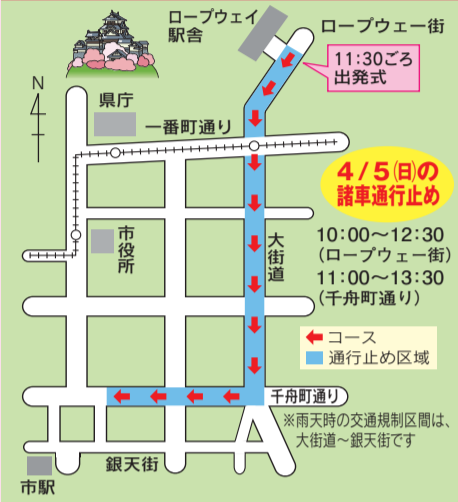 ロープウェイ
駅舎
ロープウェー街
11:30ごろ
出発式
N
県庁
一番町通り
4/5(日)の
諸車通行止め
10:00～12:30
(ロープウェー街)
11:00～13:30
(千舟町通り)
市役所
大街道
コース
通行止め区域
千舟町通り
※雨天時の交通規制区間は、
大街道～銀天街です
銀天街
市駅